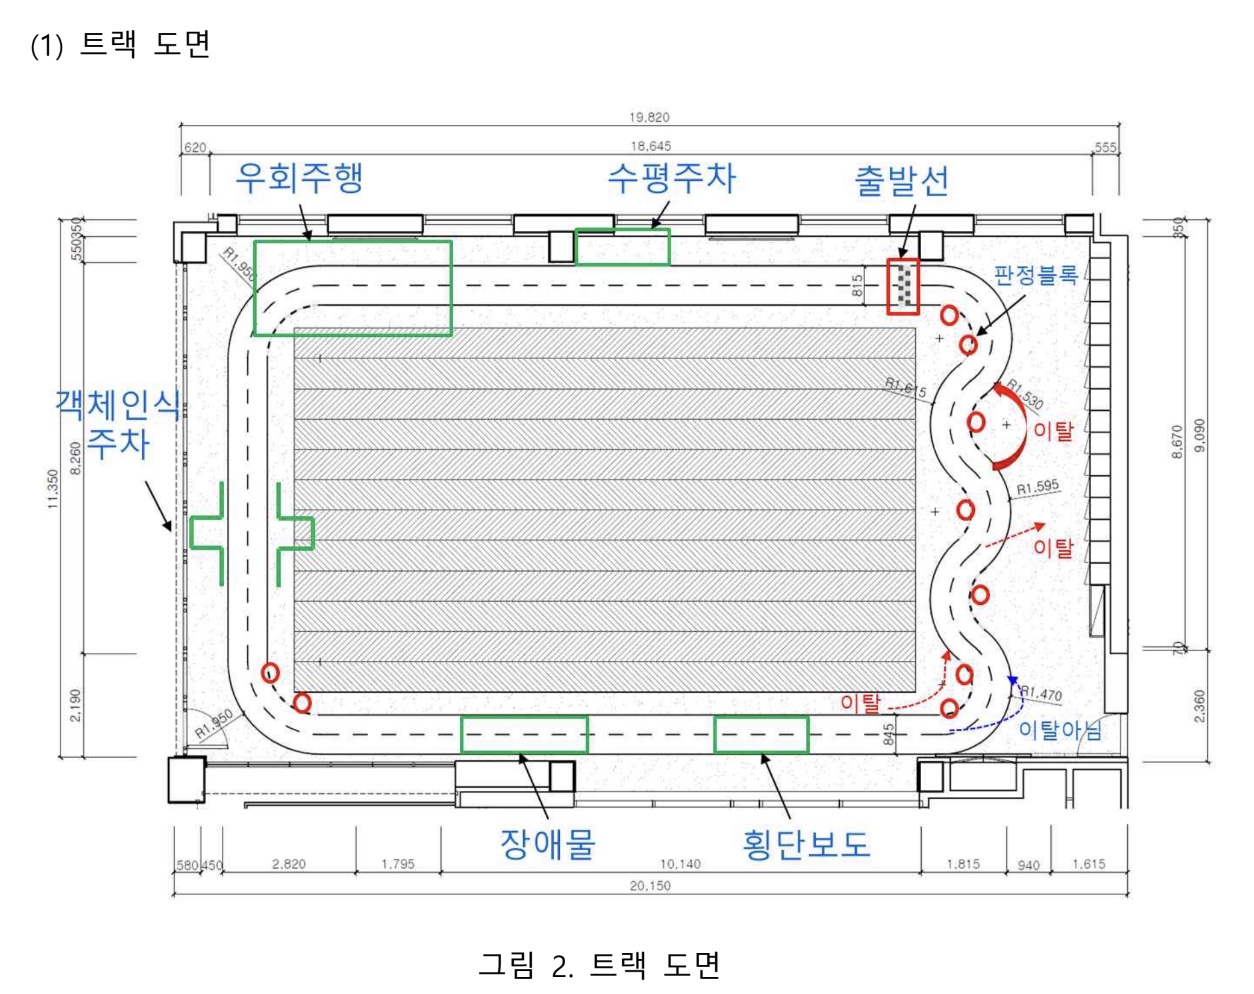 (1) 트랙 도면
19,820
620
18,645
555
우회주행
수평주차
출발선
550
350
350
R1,950
815
판정블록
R1,615
R1,530
이탈
객체인식
주차
8,260
11,350
8,670
9,090
R1,595
이탈
70
2,190
R1,950
이탈
845
R1,470
이탈아님
2,360
장애물
횡단보도
580
450
2,820
1,795
10,140
1,815
940
1,615
20,150
그림 2. 트랙 도면